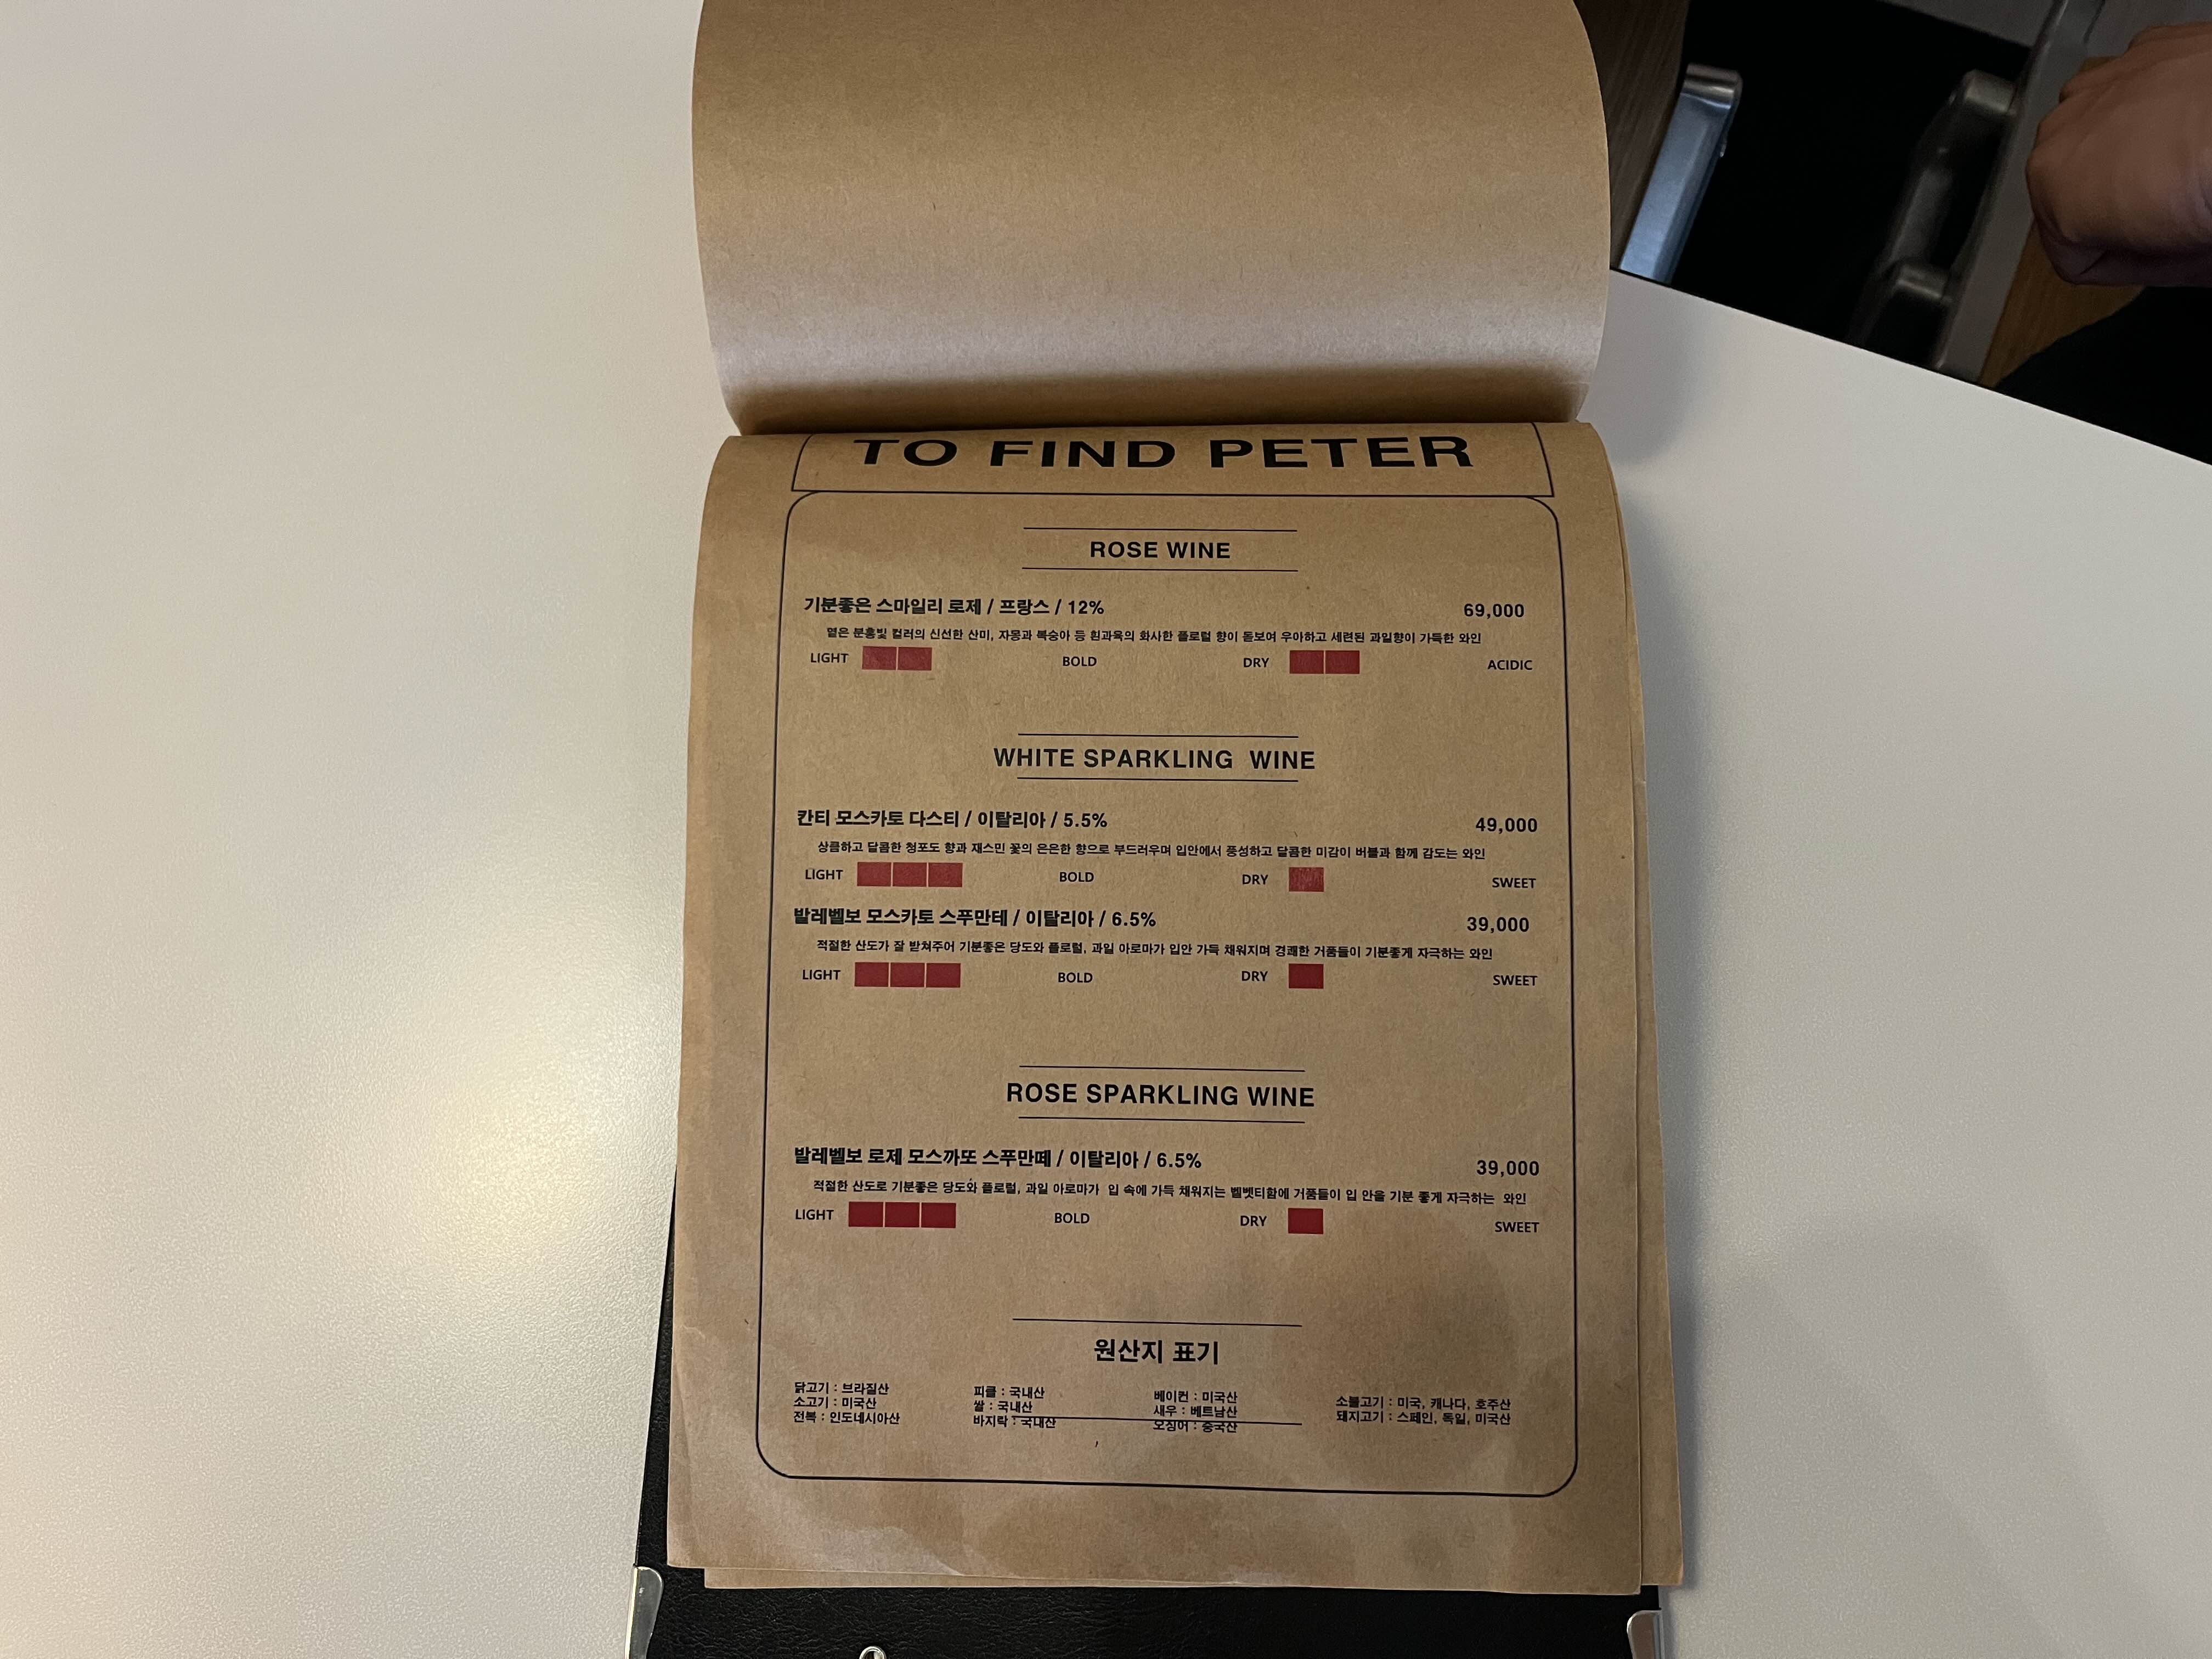 TO FIND PETER
ROSE WINE
기분좋은 스마일리 로제 / 프랑스 / 12% 69,000
옅은 분홍빛 컬러의 신선한 산미, 자몽과 복숭아 등 흰과육의 화사한 플로럴 향이 돋보여 우아하고 세련된 과일향이 가득한 와인
LIGHT BOLD DRY ACIDIC
WHITE SPARKLING WINE
칸티 모스카토 다스티 / 이탈리아 / 5.5% 49,000
상큼하고 달콤한 청포도 향과 재스민 꽃의 은은한 향으로 부드러우며 입안에서 풍성하고 달콤한 미감이 버블과 함께 감도는 와인
LIGHT BOLD DRY SWEET
발레벨보 모스카토 스푸만테 / 이탈리아 / 6.5% 39,000
적절한 산도가 잘 받쳐주어 기분좋은 당도와 플로럴, 과일 아로마가 입안 가득 채워지며 경쾌한 거품들이 기분좋게 자극하는 와인
LIGHT BOLD DRY SWEET
ROSE SPARKLING WINE
발레벨보 로제 모스까또 스푸만떼 / 이탈리아 / 6.5% 39,000
적절한 산도로 기분좋은 당도와 플로럴, 과일 아로마가 입 속에 가득 채워지는 벨벳티함에 거품들이 입 안을 기분 좋게 자극하는 와인
LIGHT BOLD DRY SWEET
원산지 표기
닭고기 : 브라질산
소고기 : 미국산
전복 : 인도네시아산
피클 : 국내산
쌀 : 국내산
바지락 : 국내산
베이컨 : 미국산
새우 : 베트남산
오징어 : 중국산
소불고기 : 미국, 캐나다, 호주산
돼지고기 : 스페인, 독일, 미국산